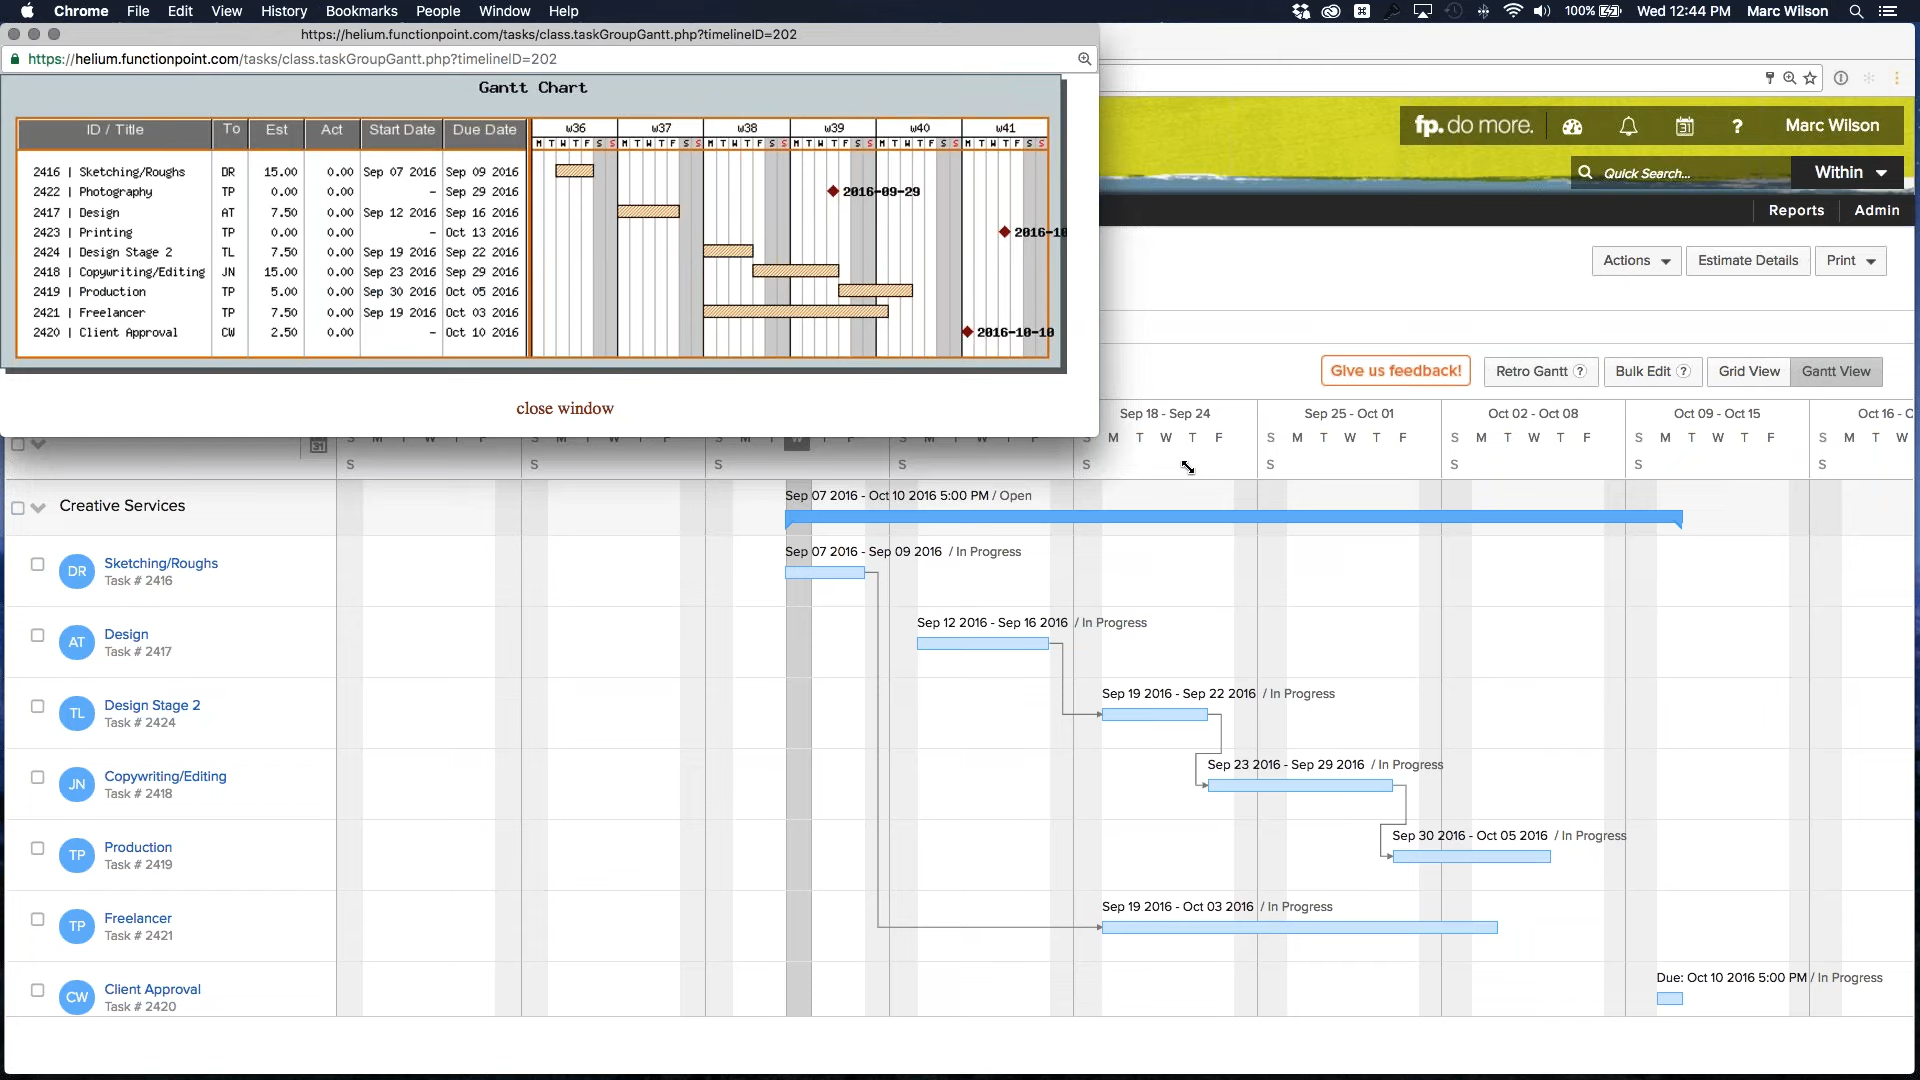 Chrome File Edit View History Bookmarks People Window Help 100% Wed 12:44 PM Marc Wilson
https://helium.functionpoint.com/tasks/class.taskGroupGantt.php?timelineID=202
https://helium.functionpoint.com/tasks/class.taskGroupGantt.php?timelineID=202
Gantt Chart
ID / Title To Est Act Start Date Due Date w36 w37 w38 w39 w40 w41
M T W T F S S M T W T F S S M T W T F S S M T W T F S S M T W T F S S M T W T F S S
2416 | Sketching/Roughs DR 15.00 0.00 Sep 07 2016 Sep 09 2016
2422 | Photography TP 0.00 0.00 - Sep 29 2016 2016-09-29
2417 | Design AT 7.50 0.00 Sep 12 2016 Sep 16 2016
2423 | Printing TP 0.00 0.00 - Oct 13 2016 2016-10
2424 | Design Stage 2 TL 7.50 0.00 Sep 19 2016 Sep 22 2016
2418 | Copywriting/Editing JN 15.00 0.00 Sep 23 2016 Sep 29 2016
2419 | Production TP 5.00 0.00 Sep 30 2016 Oct 05 2016
2421 | Freelancer TP 7.50 0.00 Sep 19 2016 Oct 03 2016
2420 | Client Approval CW 2.50 0.00 - Oct 10 2016 2016-10-10
close window
fp. do more. 31 ? Marc Wilson
Quick Search... Within
Reports Admin
Actions Estimate Details Print
Give us feedback! Retro Gantt ? Bulk Edit ? Grid View Gantt View
Sep 18 - Sep 24 Sep 25 - Oct 01 Oct 02 - Oct 08 Oct 09 - Oct 15 Oct 16 - O
M T W T F S M T W T F S M T W T F S M T W T F S M T W
31 S S S S S S S S S
Creative Services
Sep 07 2016 - Oct 10 2016 5:00 PM / Open
Sketching/Roughs
Task # 2416
DR
Sep 07 2016 - Sep 09 2016 / In Progress
Design
Task # 2417
AT
Sep 12 2016 - Sep 16 2016 / In Progress
Design Stage 2
Task # 2424
TL
Sep 19 2016 - Sep 22 2016 / In Progress
Copywriting/Editing
Task # 2418
JN
Sep 23 2016 - Sep 29 2016 / In Progress
Production
Task # 2419
TP
Sep 30 2016 - Oct 05 2016 / In Progress
Freelancer
Task # 2421
TP
Sep 19 2016 - Oct 03 2016 / In Progress
Client Approval
Task # 2420
CW
Due: Oct 10 2016 5:00 PM / In Progress